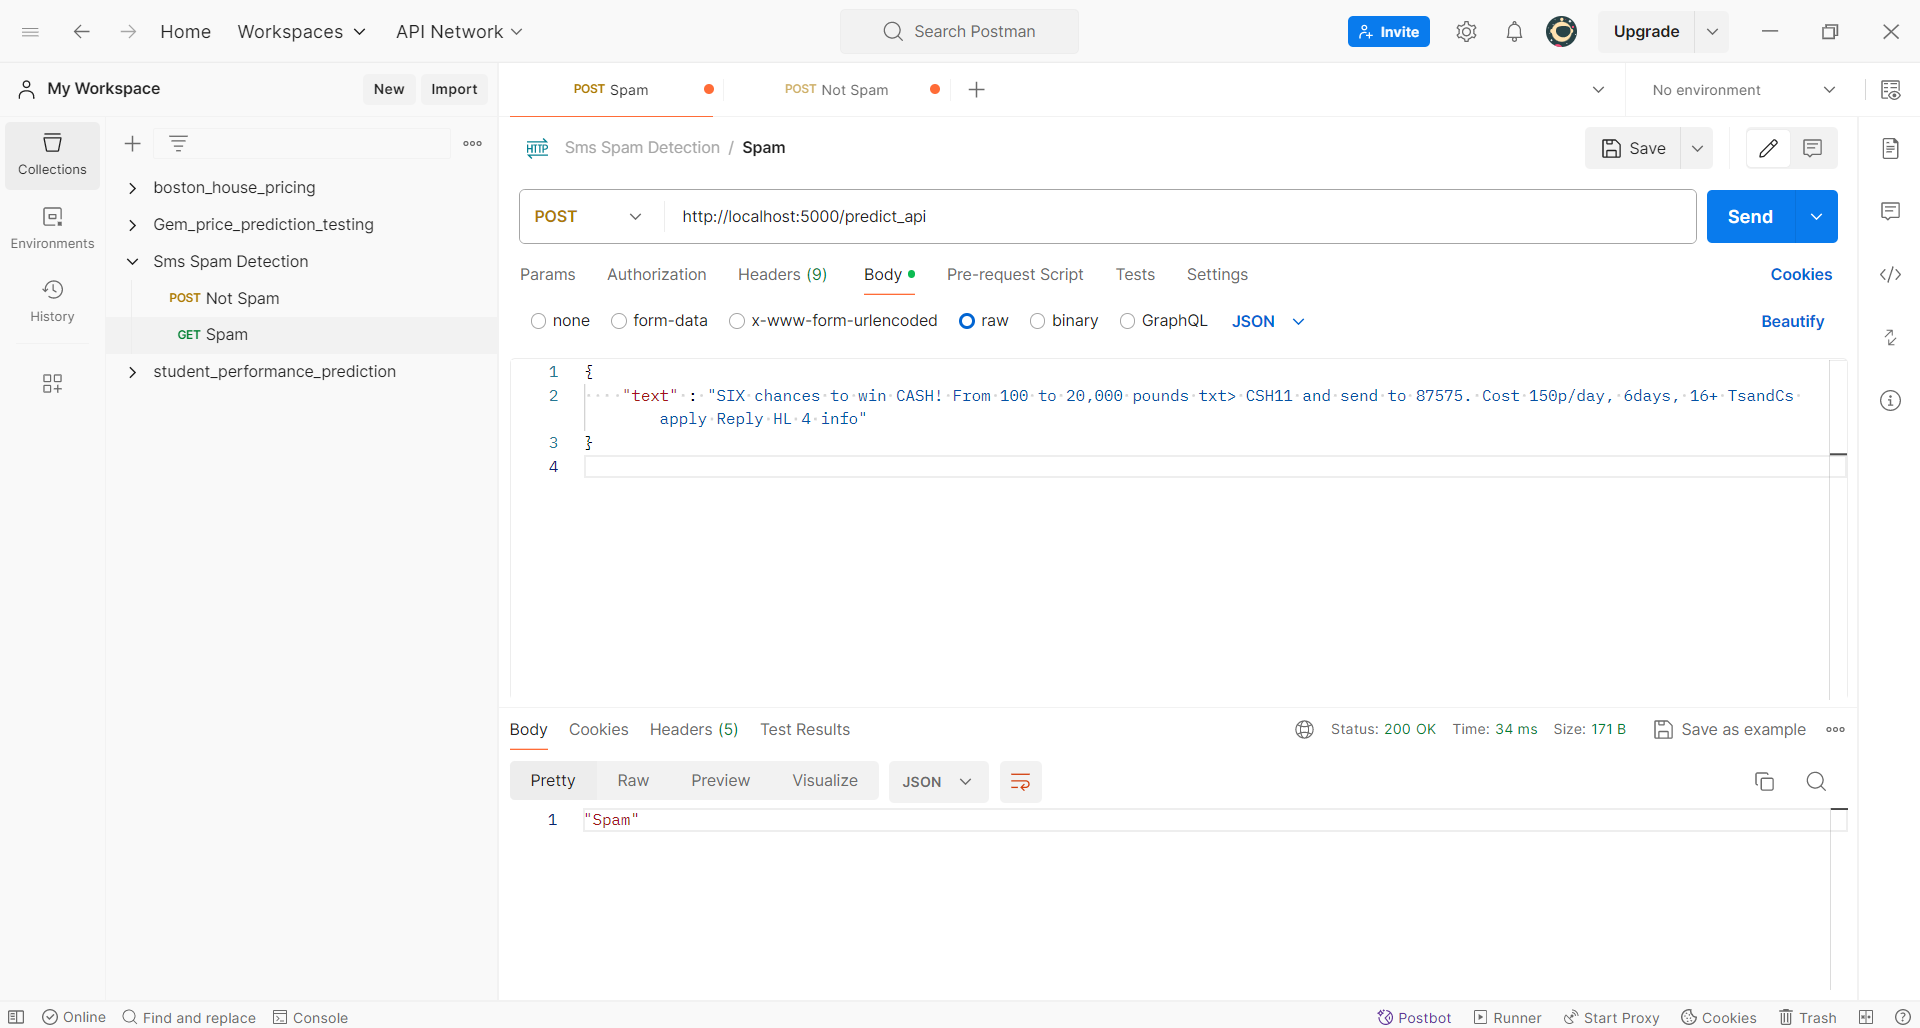 Home Workspaces API Network Search Postman Invite Upgrade
My Workspace New Import
POST Spam POST Not Spam No environment
Collections
Environments
History
boston_house_pricing
Gem_price_prediction_testing
Sms Spam Detection
POST Not Spam
GET Spam
student_performance_prediction
HTTP Sms Spam Detection / Spam Save
POST http://localhost:5000/predict_api Send
Params Authorization Headers (9) Body Pre-request Script Tests Settings Cookies
none form-data x-www-form-urlencoded raw binary GraphQL JSON Beautify
1 {
2 "text" : "SIX chances to win CASH! From 100 to 20,000 pounds txt> CSH11 and send to 87575. Cost 150p/day, 6days, 16+ TsandCs
apply Reply HL 4 info"
3 }
4
Body Cookies Headers (5) Test Results Status: 200 OK Time: 34 ms Size: 171 B Save as example
Pretty Raw Preview Visualize JSON
1 "Spam"
Online Find and replace Console Postbot Runner Start Proxy Cookies Trash